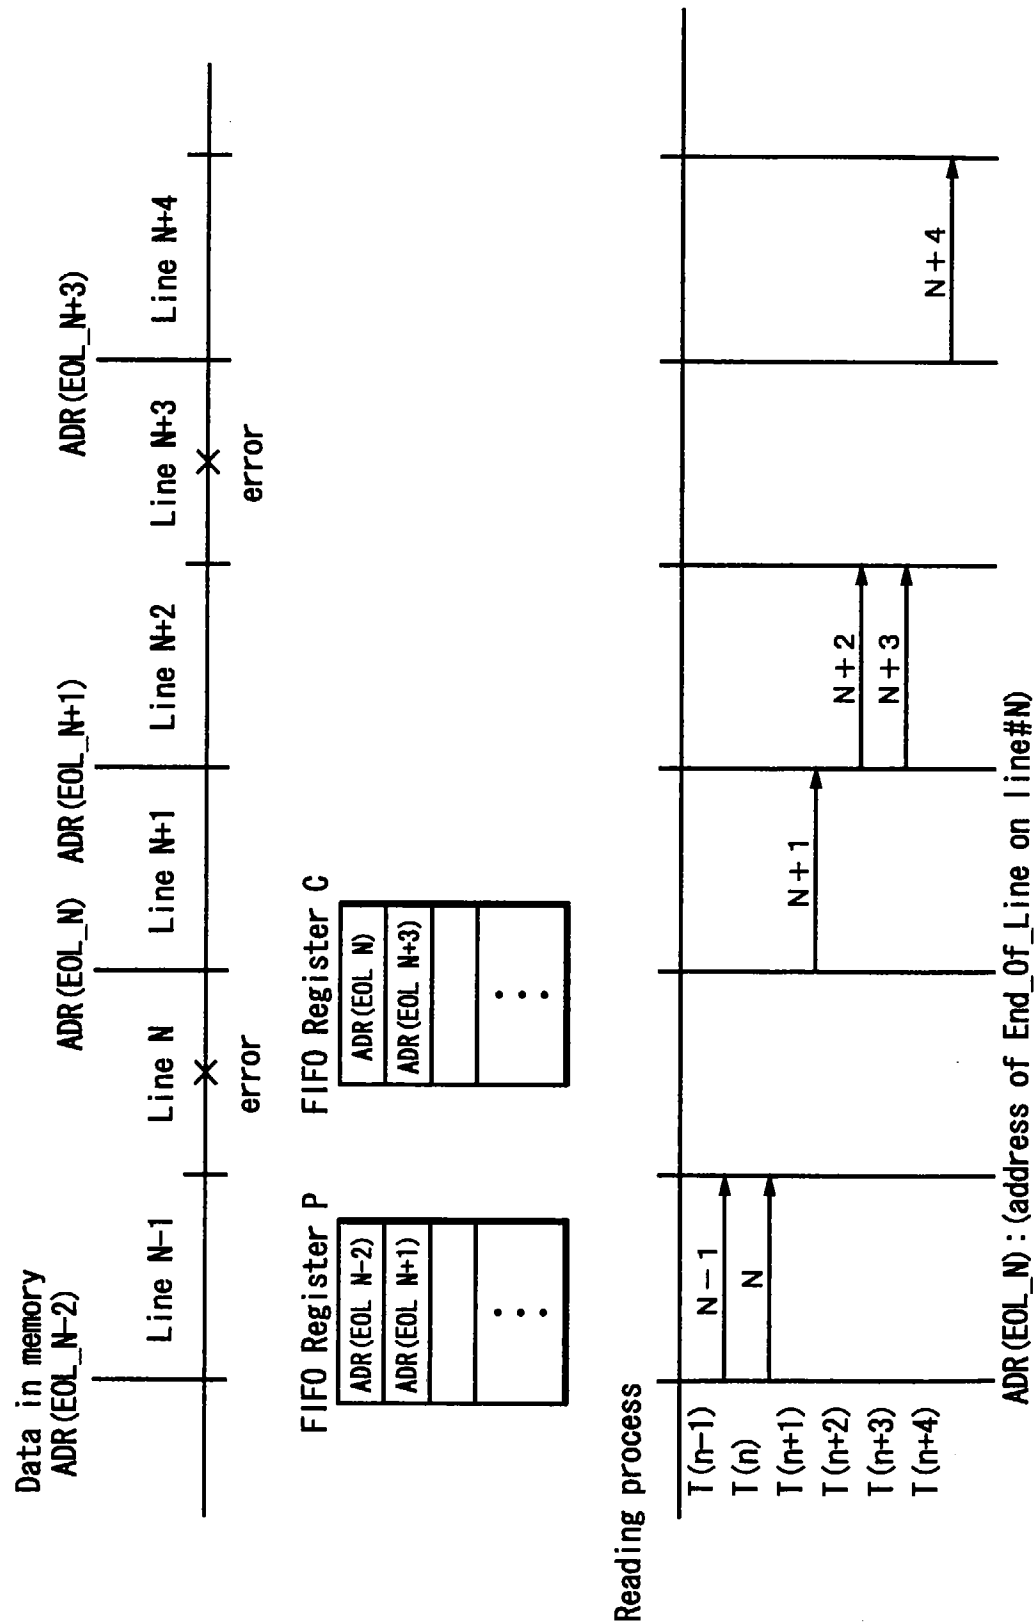 Data in memory
ADR(EOL_N-2)
ADR(EOL_N)
ADR(EOL_N+1)
ADR(EOL_N+3)
Line N-1
Line N
Line N+1
Line N+2
Line N+3
Line N+4
error
error
FIFO Register P
ADR(EOL N-2)
ADR(EOL N+1)
FIFO Register C
ADR(EOL N)
ADR(EOL N+3)
Reading process
T(n-1)
N-1
T(n)
N
T(n+1)
N+1
T(n+2)
N+2
T(n+3)
N+3
T(n+4)
N+4
ADR(EOL_N):(address of End_Of_Line on line#N)